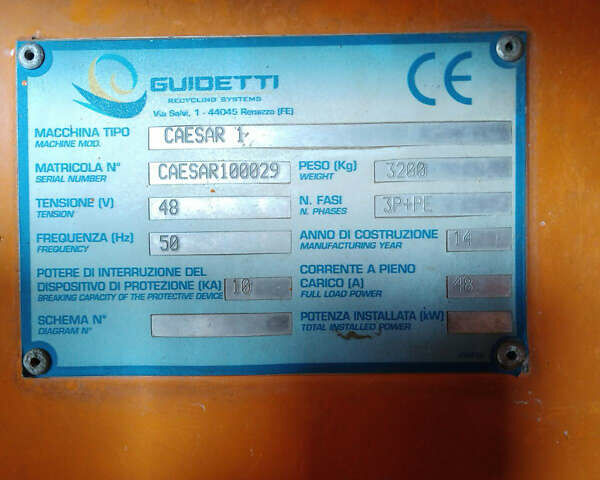 GUIDETTI
RECYCLING SYSTEMS
Via Salvi, 1 - 44045 Renazzo (FE)
CE
MACCHINA TIPO CAESAR 1
MACHINE MOD.
MATRICOLA N° CAESAR100029 PESO (Kg) 3200
SERIAL NUMBER WEIGHT
TENSIONE (V) 48 N. FASI 3P+PE
TENSION N. PHASES
FREQUENZA (Hz) 50 ANNO DI COSTRUZIONE 14
FREQUENCY MANUFACTURING YEAR
POTERE DI INTERRUZIONE DEL CORRENTE A PIENO
DISPOSITIVO DI PROTEZIONE (KA) 10 CARICO (A) 48
BREAKING CAPACITY OF THE PROTECTIVE DEVICE FULL LOAD POWER
SCHEMA N° POTENZA INSTALLATA (kW)
DIAGRAM N° TOTAL INSTALLED POWER